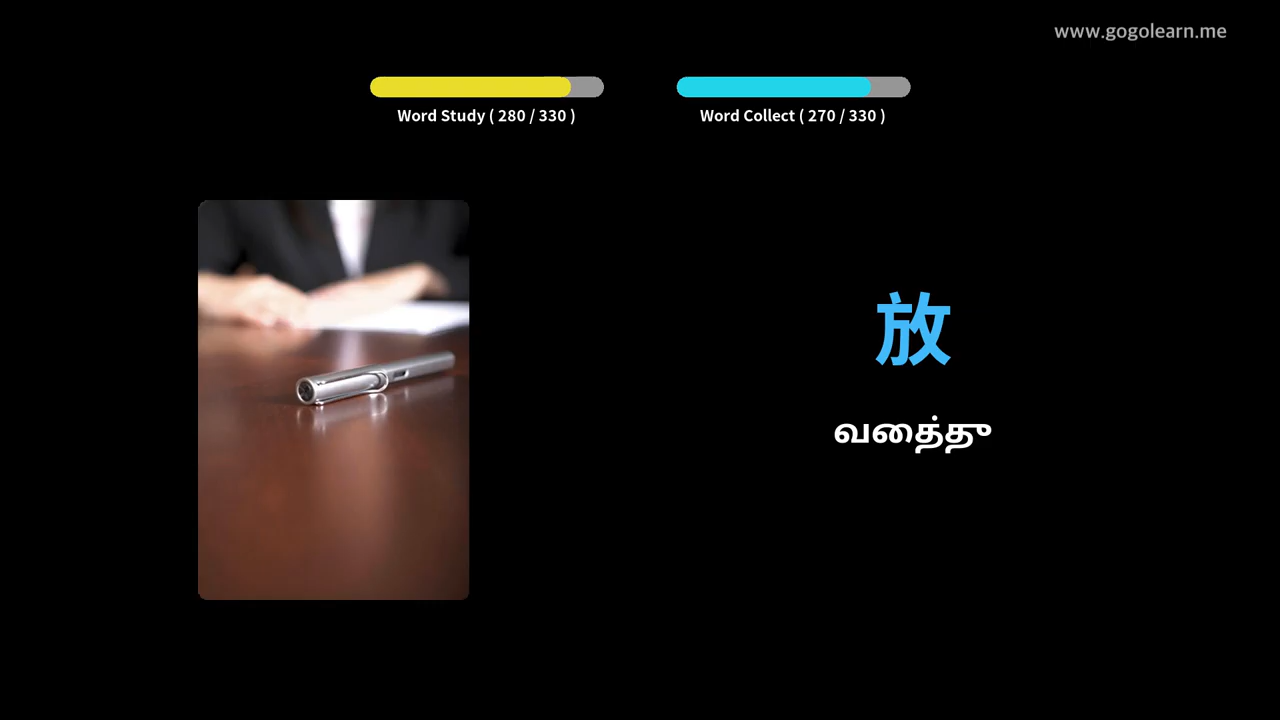 www.gogolearn.me
Word Study ( 280 / 330 )
Word Collect ( 270 / 330 )
放
வைத்து